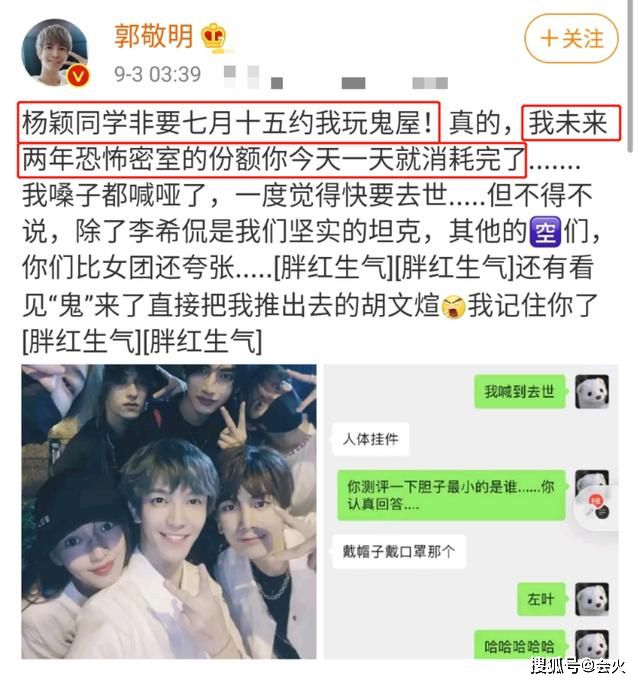 郭敬明
9-3 03:39
+关注
杨颖同学非要七月十五约我玩鬼屋！真的，我未来
两年恐怖密室的份额你今天一天就消耗完了.......
我嗓子都喊哑了，一度觉得快要去世.....但不得不
说，除了李希侃是我们坚实的坦克，其他的🈳们，
你们比女团还夸张.....[胖红生气][胖红生气]还有看
见“鬼”来了直接把我推出去的胡文煊我记住你了
[胖红生气][胖红生气]
我喊到去世
人体挂件
你测评一下胆子最小的是谁......你
认真回答....
戴帽子戴口罩那个
左叶
哈哈哈哈哈
搜狐号@会火